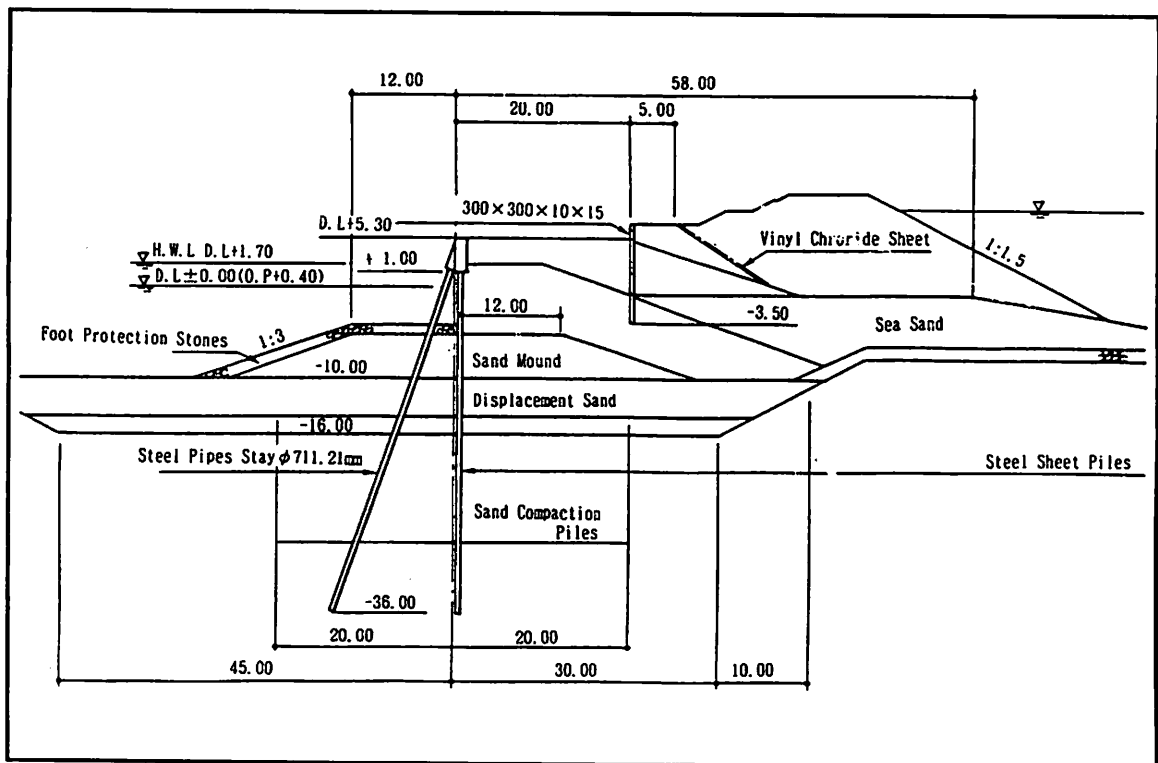 12.00
58.00
20.00
5.00
300×300×10×15
D.L+5.30
H.W.L D.L+1.70
+ 1.00
Vinyl Chroride Sheet
1:1.5
D.L±0.00(O.P+0.40)
12.00
-3.50
Sea Sand
Foot Protection Stones
1:3
Sand Mound
-10.00
Displacement Sand
-16.00
Steel Pipes Stay φ711.21mm
Steel Sheet Piles
Sand Compaction
Piles
-36.00
20.00
20.00
45.00
30.00
10.00